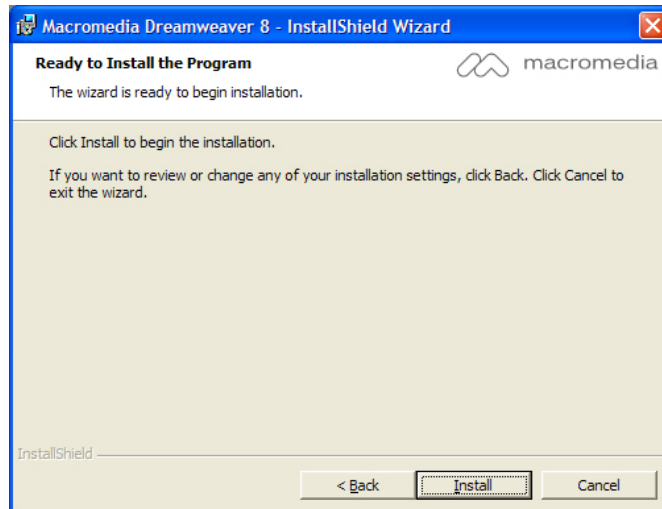 Macromedia Dreamweaver 8 - InstallShield Wizard
Ready to Install the Program
macromedia
The wizard is ready to begin installation.
Click Install to begin the installation.
If you want to review or change any of your installation settings, click Back. Click Cancel to
exit the wizard.
InstallShield
< Back Install Cancel